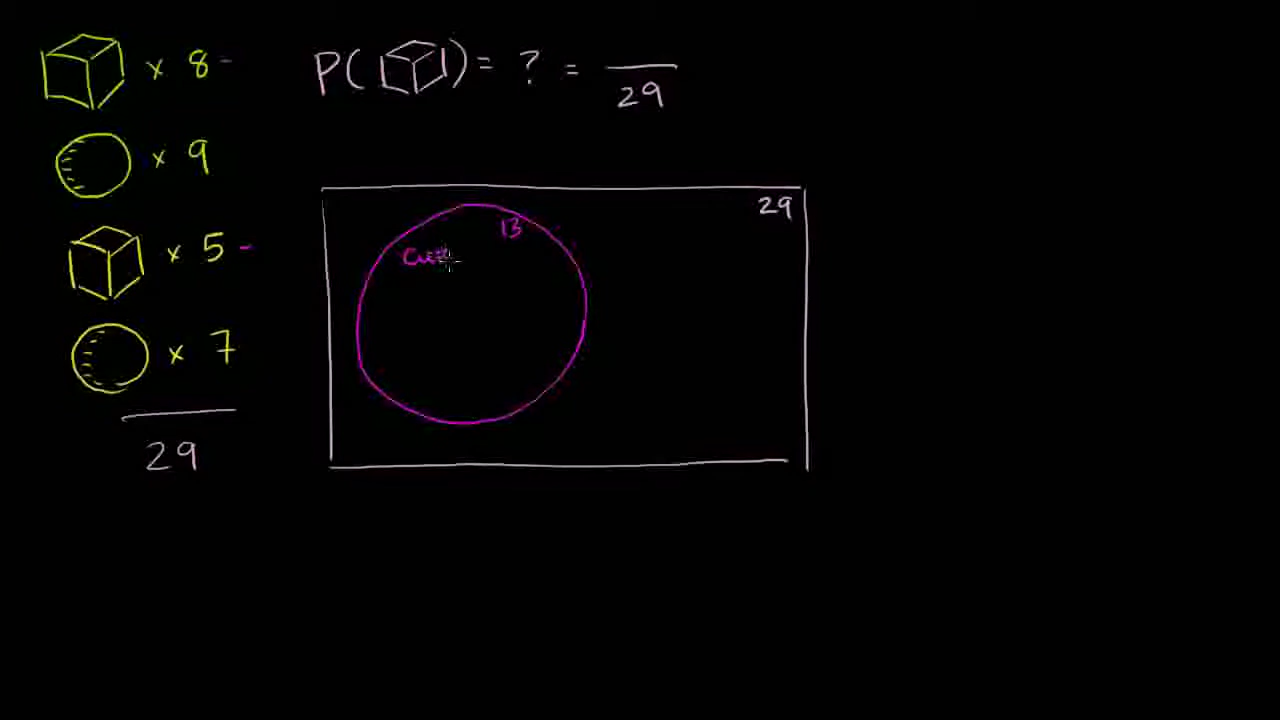 × 8 -
P( ) = ? = 
29
× 9
× 5 -
× 7
29
29
13